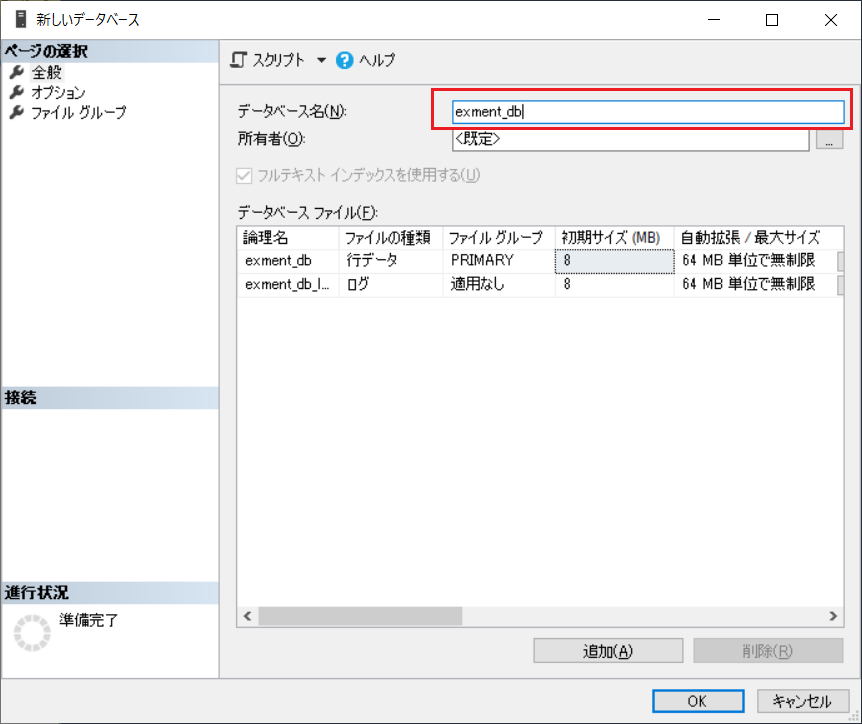 新しいデータベース
ページの選択
全般
オプション
ファイル グループ
接続
進行状況
準備完了
スクリプト ヘルプ
データベース名(N): exment_db
所有者(O): <既定> ...
フルテキスト インデックスを使用する(U)
データベース ファイル(F):
論理名 ファイルの種類 ファイル グループ 初期サイズ (MB) 自動拡張 / 最大サイズ
exment_db 行データ PRIMARY 8 64 MB 単位で無制限
exment_db_l... ログ 適用なし 8 64 MB 単位で無制限
追加(A) 削除(R)
OK キャンセル